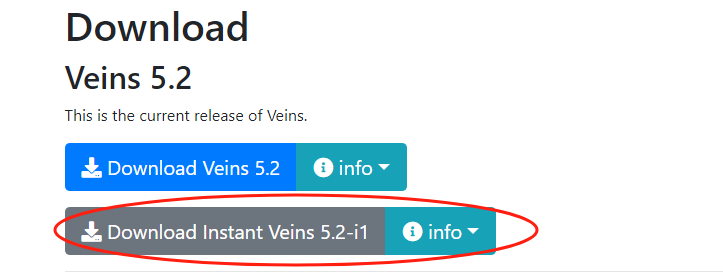 Download
Veins 5.2
This is the current release of Veins.
Download Veins 5.2 info
Download Instant Veins 5.2-i1 info